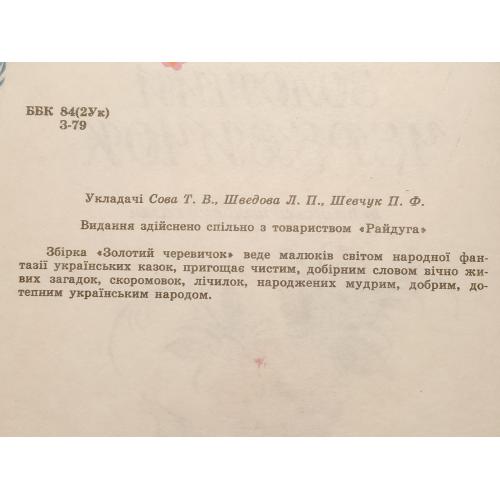 ББК 84(2Ук)
З-79
Укладачі Сова Т. В., Шведова Л. П., Шевчук П. Ф.
Видання здійснено спільно з товариством «Райдуга»
Збірка «Золотий черевичок» веде малюків світом народної фан-
тазії українських казок, пригощає чистим, добірним словом вічно жи-
вих загадок, скоромовок, лічилок, народжених мудрим, добрим, до-
тепним українським народом.